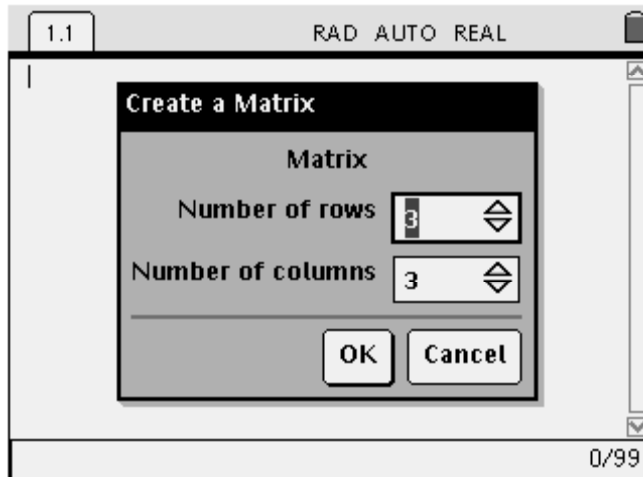 1.1 RAD AUTO REAL
Create a Matrix
Matrix
Number of rows 3
Number of columns 3
OK Cancel
0/99